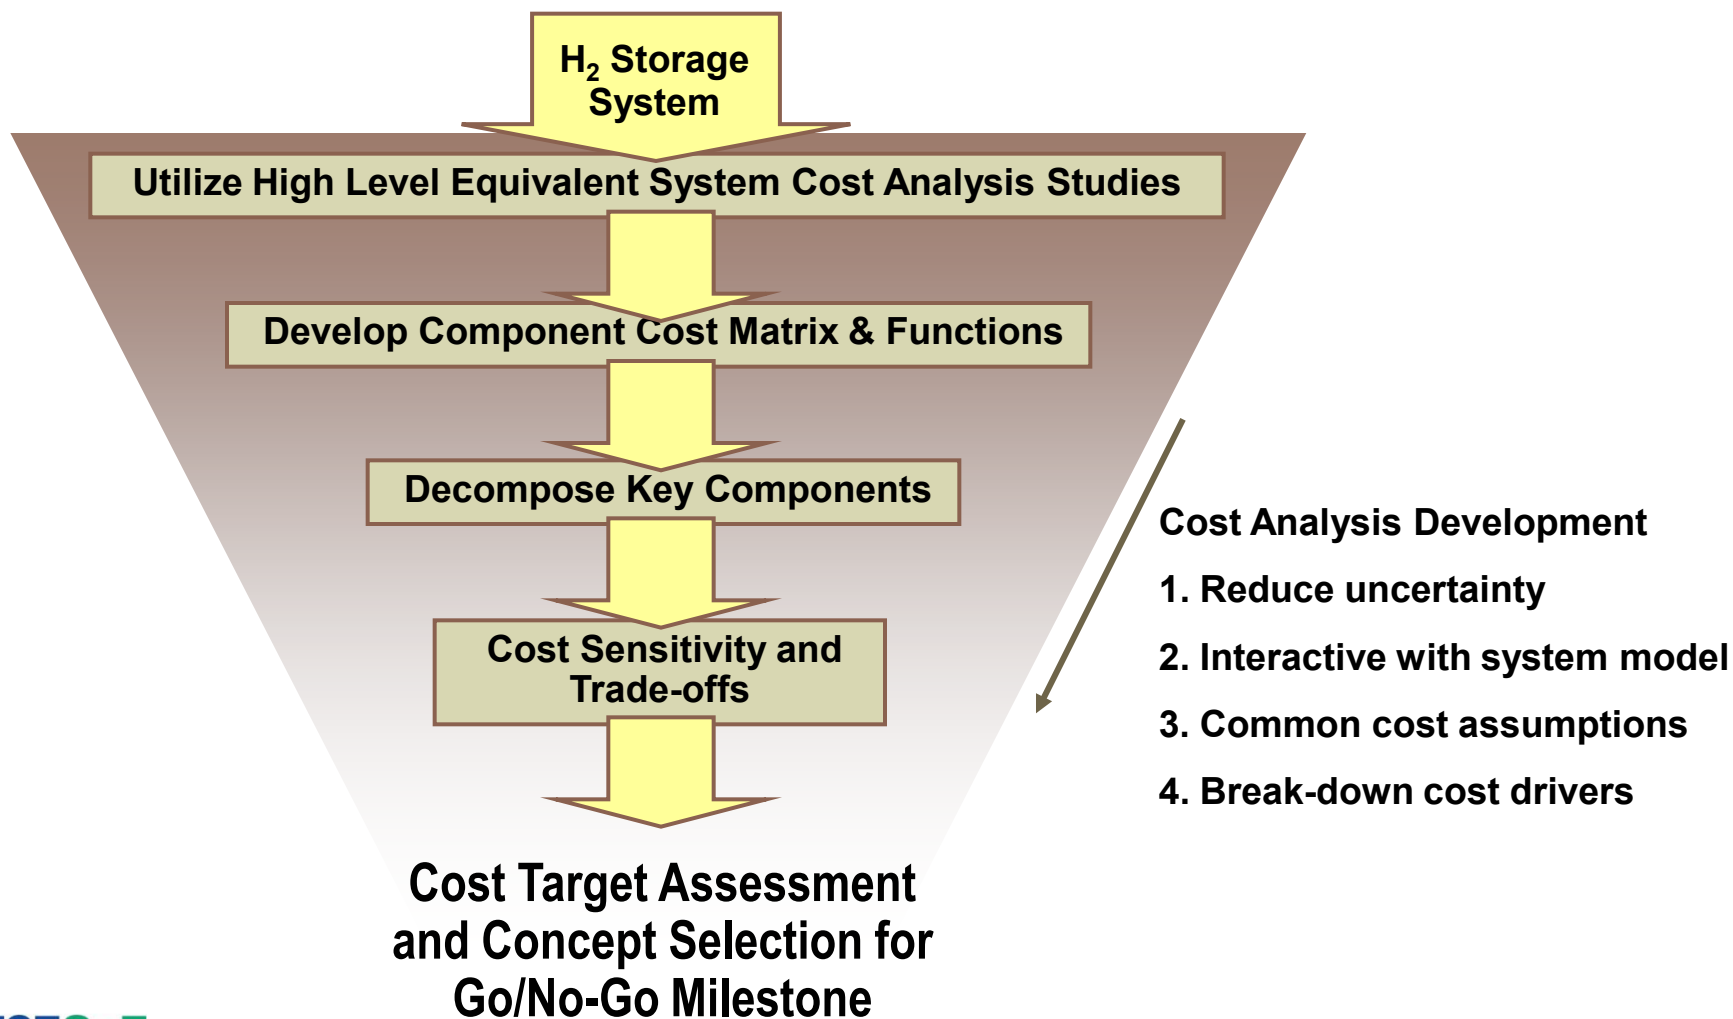 H₂ Storage
System
Utilize High Level Equivalent System Cost Analysis Studies
Develop Component Cost Matrix & Functions
Decompose Key Components
Cost Sensitivity and
Trade-offs
Cost Analysis Development
1. Reduce uncertainty
2. Interactive with system model
3. Common cost assumptions
4. Break-down cost drivers
Cost Target Assessment
and Concept Selection for
Go/No-Go Milestone